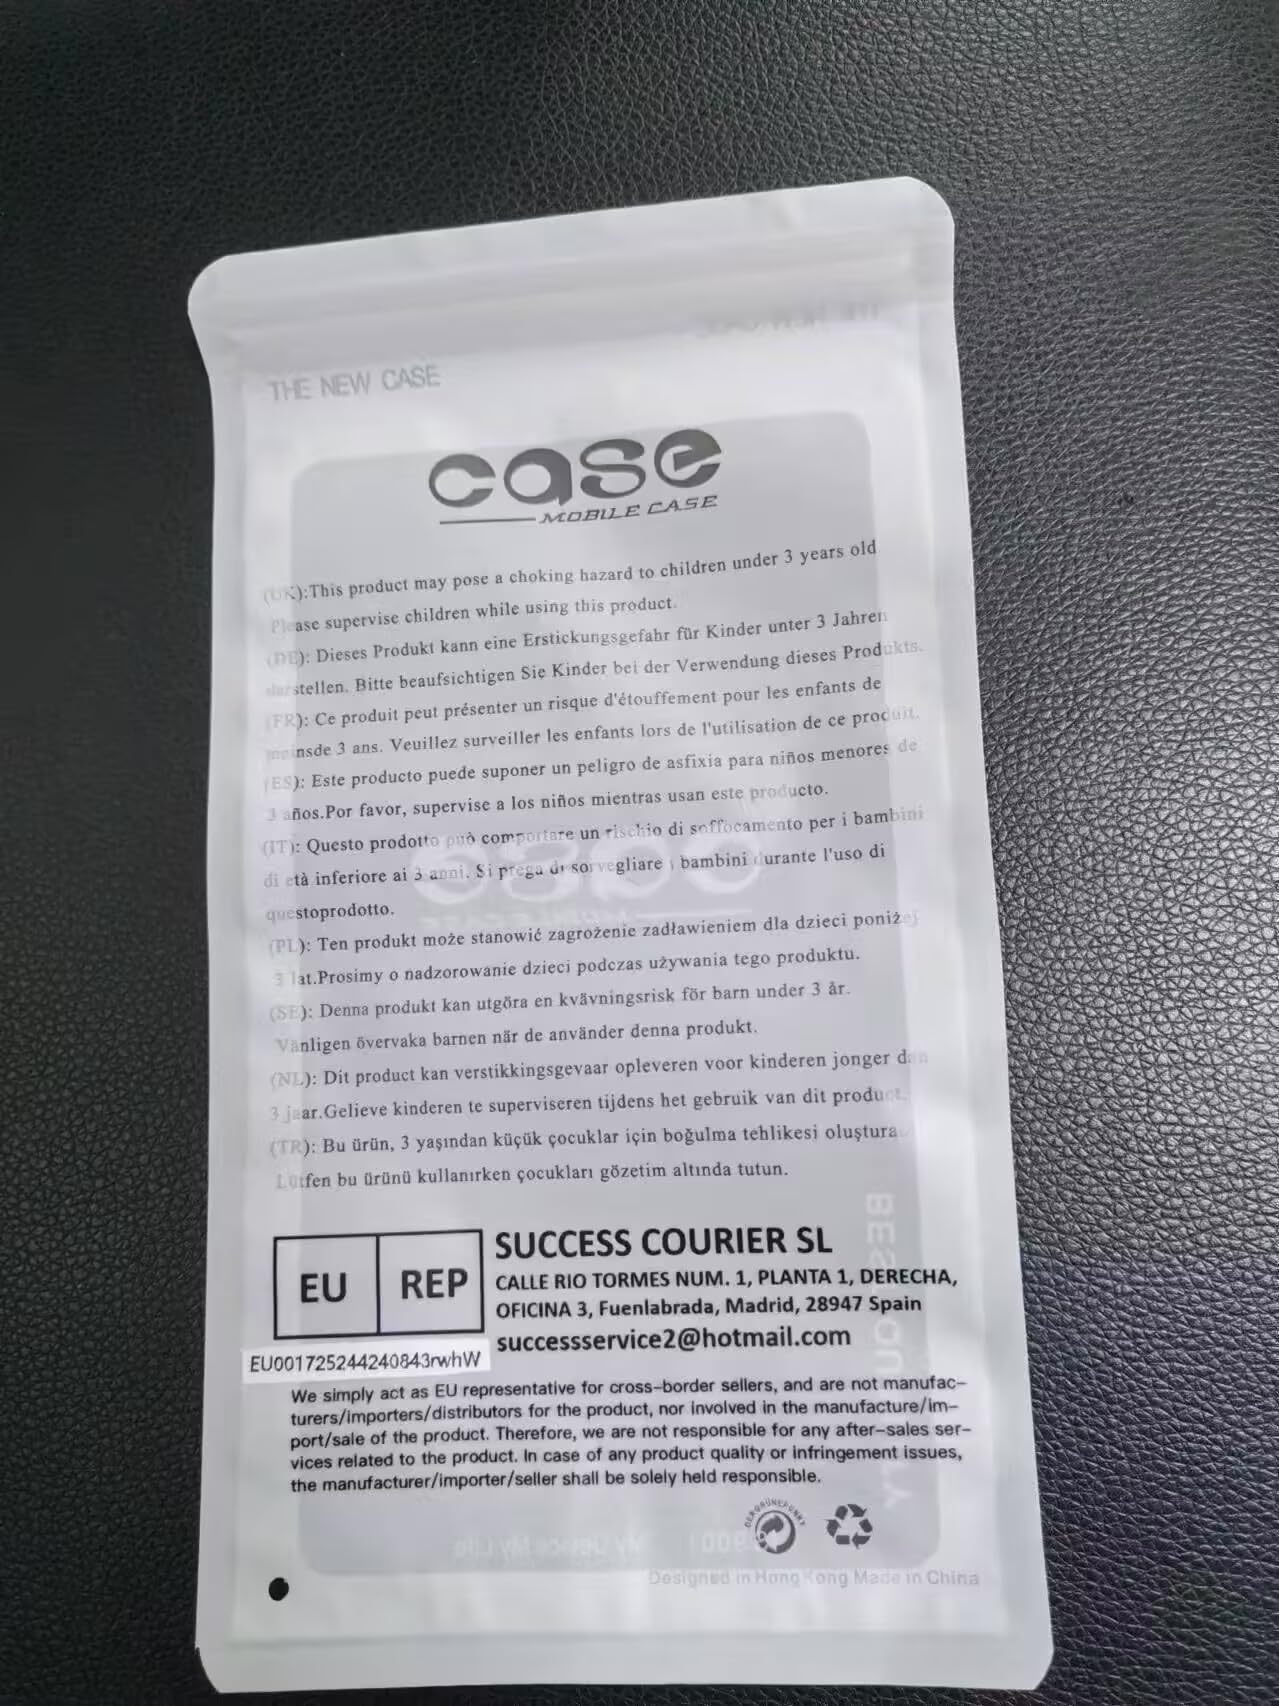 THE NEW CASE
case
MOBILE CASE
(UK):This product may pose a choking hazard to children under 3 years old
Please supervise children while using this product.
(DE): Dieses Produkt kann eine Erstickungsgefahr für Kinder unter 3 Jahren
darstellen. Bitte beaufsichtigen Sie Kinder bei der Verwendung dieses Produkts.
(FR): Ce produit peut présenter un risque d'étouffement pour les enfants de
moinsde 3 ans. Veuillez surveiller les enfants lors de l'utilisation de ce produit.
(ES): Este producto puede suponer un peligro de asfixia para niños menores de
3 años.Por favor, supervise a los niños mientras usan este producto.
(IT): Questo prodotto può comportare un rischio di soffocamento per i bambini
di età inferiore ai 3 anni. Si prega di sorvegliare i bambini durante l'uso di
questoprodotto.
(PL): Ten produkt może stanowić zagrożenie zadławieniem dla dzieci poniżej
3 lat.Prosimy o nadzorowanie dzieci podczas używania tego produktu.
(SE): Denna produkt kan utgöra en kvävningsrisk för barn under 3 år.
Vänligen övervaka barnen när de använder denna produkt.
(NL): Dit product kan verstikkingsgevaar opleveren voor kinderen jonger dan
3 jaar.Gelieve kinderen te superviseren tijdens het gebruik van dit product.
(TR): Bu ürün, 3 yaşından küçük çocuklar için boğulma tehlikesi
Lütfen bu ürünü kullanırken çocukları gözetim altında tutun.
EU REP
SUCCESS COURIER SL
CALLE RIO TORMES NUM. 1, PLANTA 1, DERECHA,
OFICINA 3, Fuenlabrada, Madrid, 28947 Spain
successservice2@hotmail.com
EU001725244240843rwhW
We simply act as EU representative for cross-border sellers, and are not manufac-
turers/importers/distributors for the product, nor involved in the manufacture/im-
port/sale of the product. Therefore, we are not responsible for any after-sales ser-
vices related to the product. In case of any product quality or infringement issues,
the manufacturer/importer/seller shall be solely held responsible.
DER GRÜNE PUNKT
Designed in Hong Kong Made in China